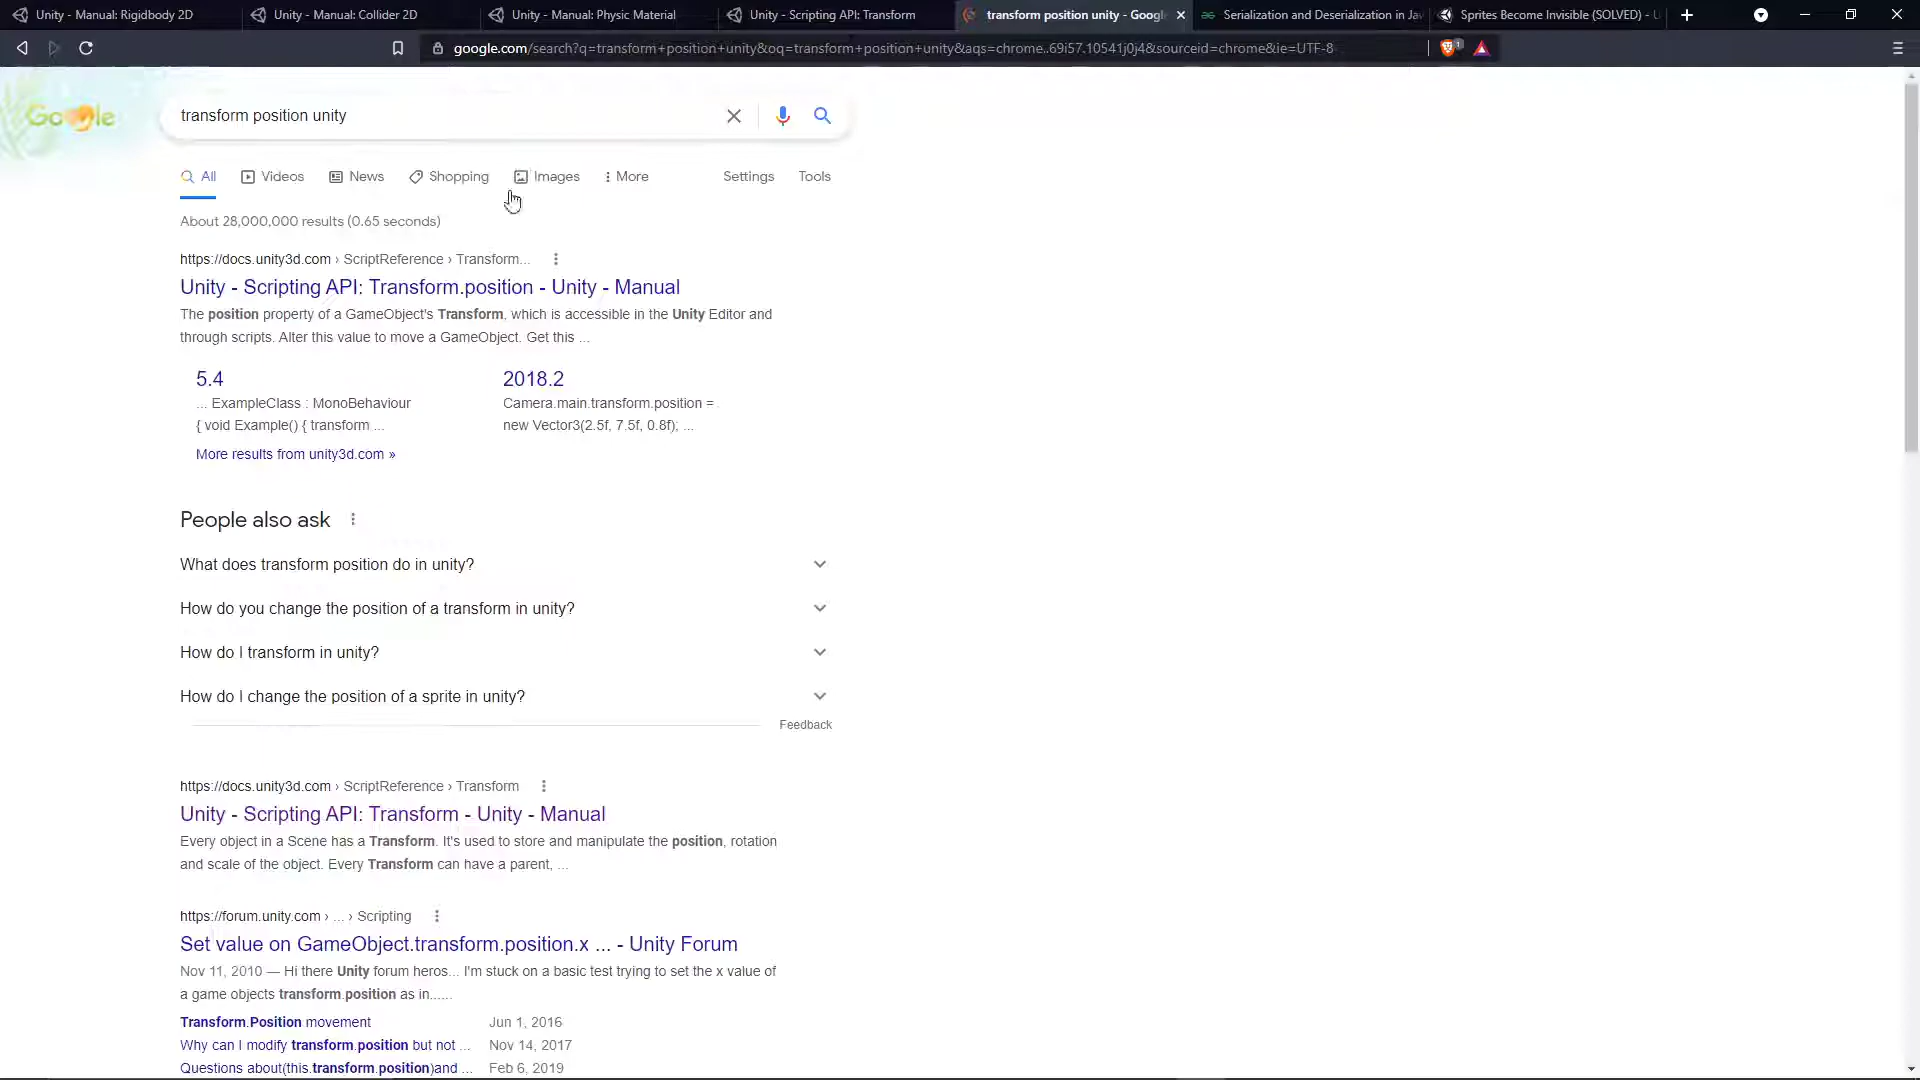 Unity - Manual: Rigidbody 2D
Unity - Manual: Collider 2D
Unity - Manual: Physic Material
Unity - Scripting API: Transform
transform position unity - Googl
Serialization and Deserialization in Jav
Sprites Become Invisible (SOLVED) - U
google.com/search?q=transform+position+unity&oq=transform+position+unity&aqs=chrome..69i57.10541j0j4&sourceid=chrome&ie=UTF-8
1
Google
transform position unity
All
Videos
News
Shopping
Images
More
Settings
Tools
About 28,000,000 results (0.65 seconds)
https://docs.unity3d.com › ScriptReference › Transform...
Unity - Scripting API: Transform.position - Unity - Manual
The position property of a GameObject's Transform, which is accessible in the Unity Editor and
through scripts. Alter this value to move a GameObject. Get this ...
5.4
... ExampleClass : MonoBehaviour
{ void Example() { transform ...
2018.2
Camera.main.transform.position =
new Vector3(2.5f, 7.5f, 0.8f); ...
More results from unity3d.com »
People also ask
What does transform position do in unity?
How do you change the position of a transform in unity?
How do I transform in unity?
How do I change the position of a sprite in unity?
Feedback
https://docs.unity3d.com › ScriptReference › Transform
Unity - Scripting API: Transform - Unity - Manual
Every object in a Scene has a Transform. It's used to store and manipulate the position, rotation
and scale of the object. Every Transform can have a parent, ...
https://forum.unity.com › ... › Scripting
Set value on GameObject.transform.position.x ... - Unity Forum
Nov 11, 2010 — Hi there Unity forum heros... I'm stuck on a basic test trying to set the x value of
a game objects transform.position as in......
Transform.Position movement Jun 1, 2016
Why can I modify transform.position but not ... Nov 14, 2017
Questions about(this.transform.position)and ... Feb 6, 2019